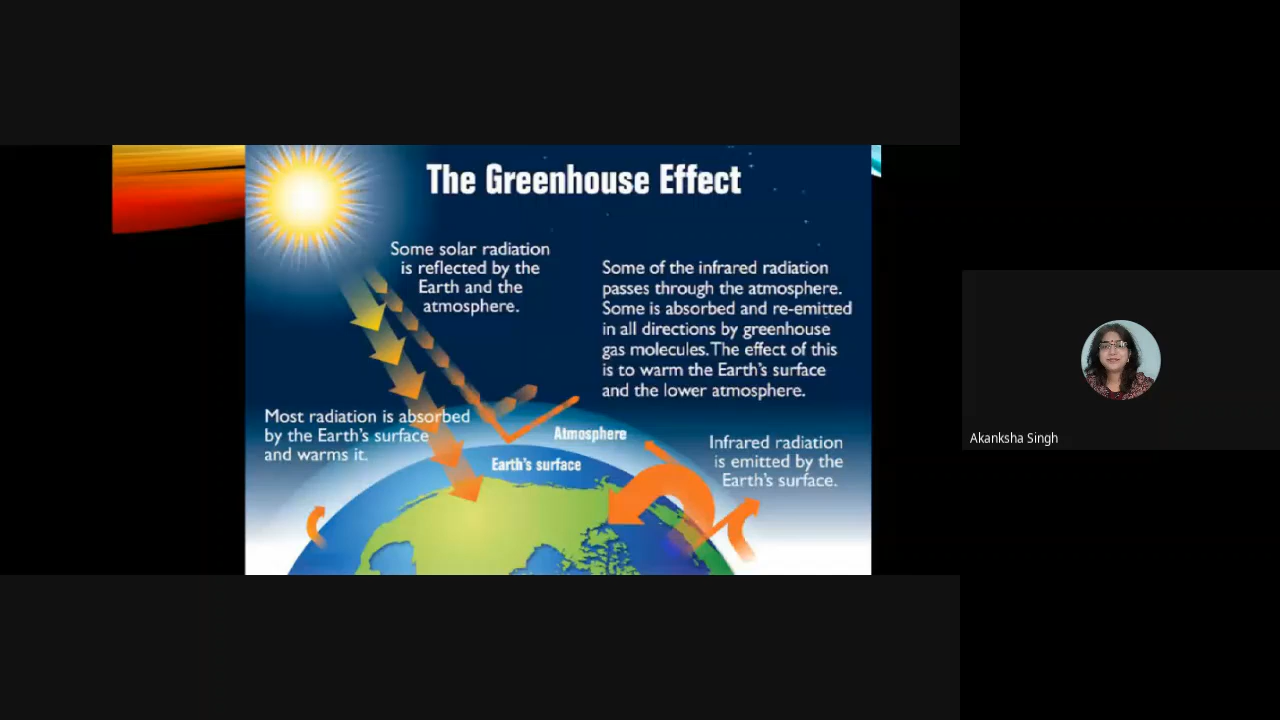 The Greenhouse Effect
Some solar radiation
is reflected by the
Earth and the
atmosphere.
Some of the infrared radiation
passes through the atmosphere.
Some is absorbed and re-emitted
in all directions by greenhouse
gas molecules. The effect of this
is to warm the Earth's surface
and the lower atmosphere.
Most radiation is absorbed
by the Earth's surface
and warms it.
Atmosphere
Earth's surface
Infrared radiation
is emitted by the
Earth's surface.
Akanksha Singh